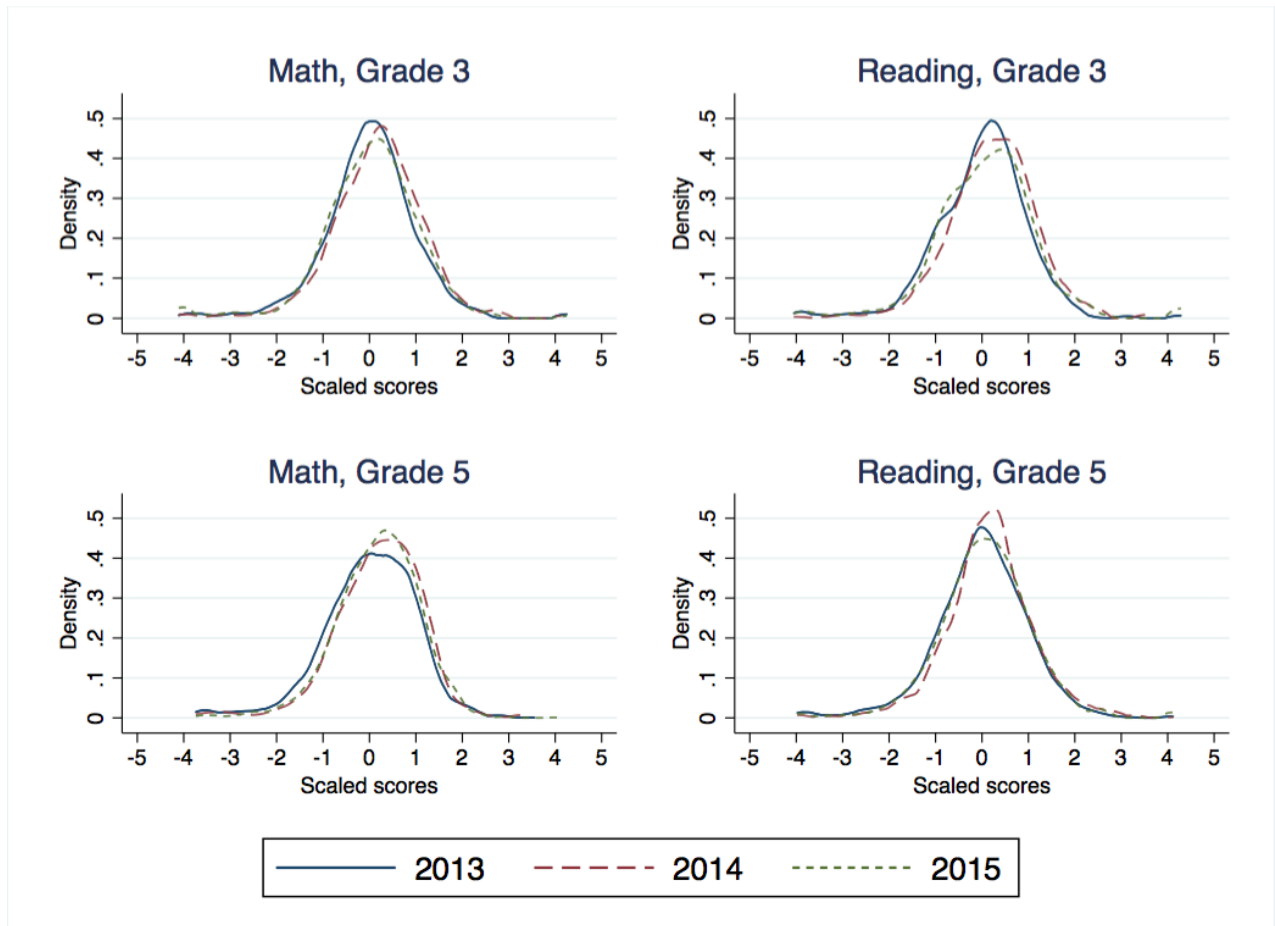 Math, Grade 3
Density
.5
.4
.3
.2
.1
0
-5 -4 -3 -2 -1 0 1 2 3 4 5
Scaled scores
Reading, Grade 3
Density
.5
.4
.3
.2
.1
0
-5 -4 -3 -2 -1 0 1 2 3 4 5
Scaled scores
Math, Grade 5
Density
.5
.4
.3
.2
.1
0
-5 -4 -3 -2 -1 0 1 2 3 4 5
Scaled scores
Reading, Grade 5
Density
.5
.4
.3
.2
.1
0
-5 -4 -3 -2 -1 0 1 2 3 4 5
Scaled scores
2013 2014 2015